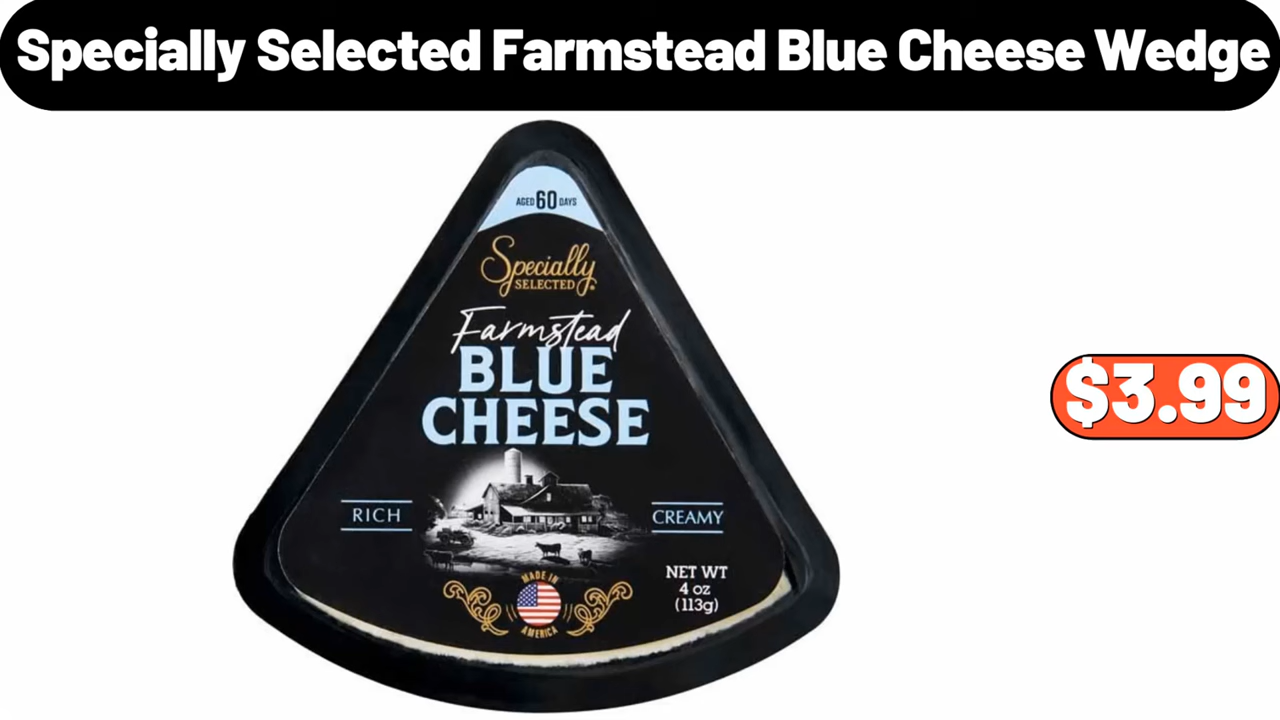 Specially Selected Farmstead Blue Cheese Wedge
AGED 60 DAYS
Specially
SELECTED
Farmstead
BLUE
CHEESE
RICH
CREAMY
$3.99
NET WT
4 oz
(113g)
MADE IN
AMERICA